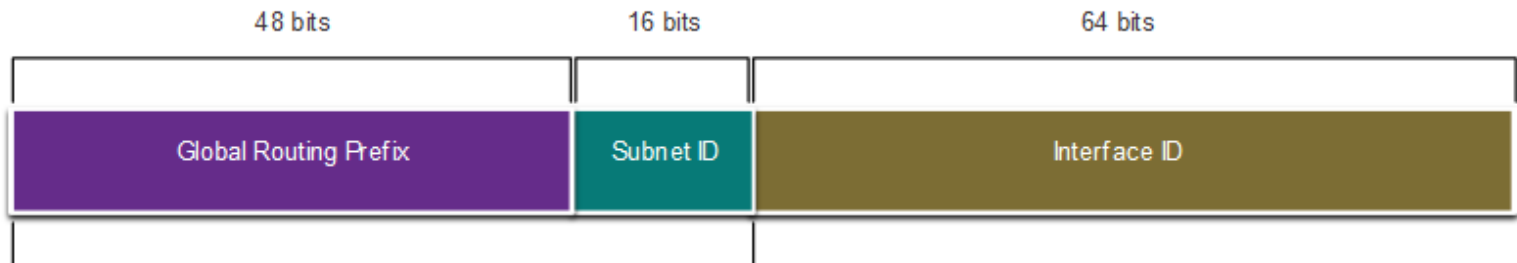 48 bits 16 bits 64 bits
Global Routing Prefix Subnet ID Interface ID